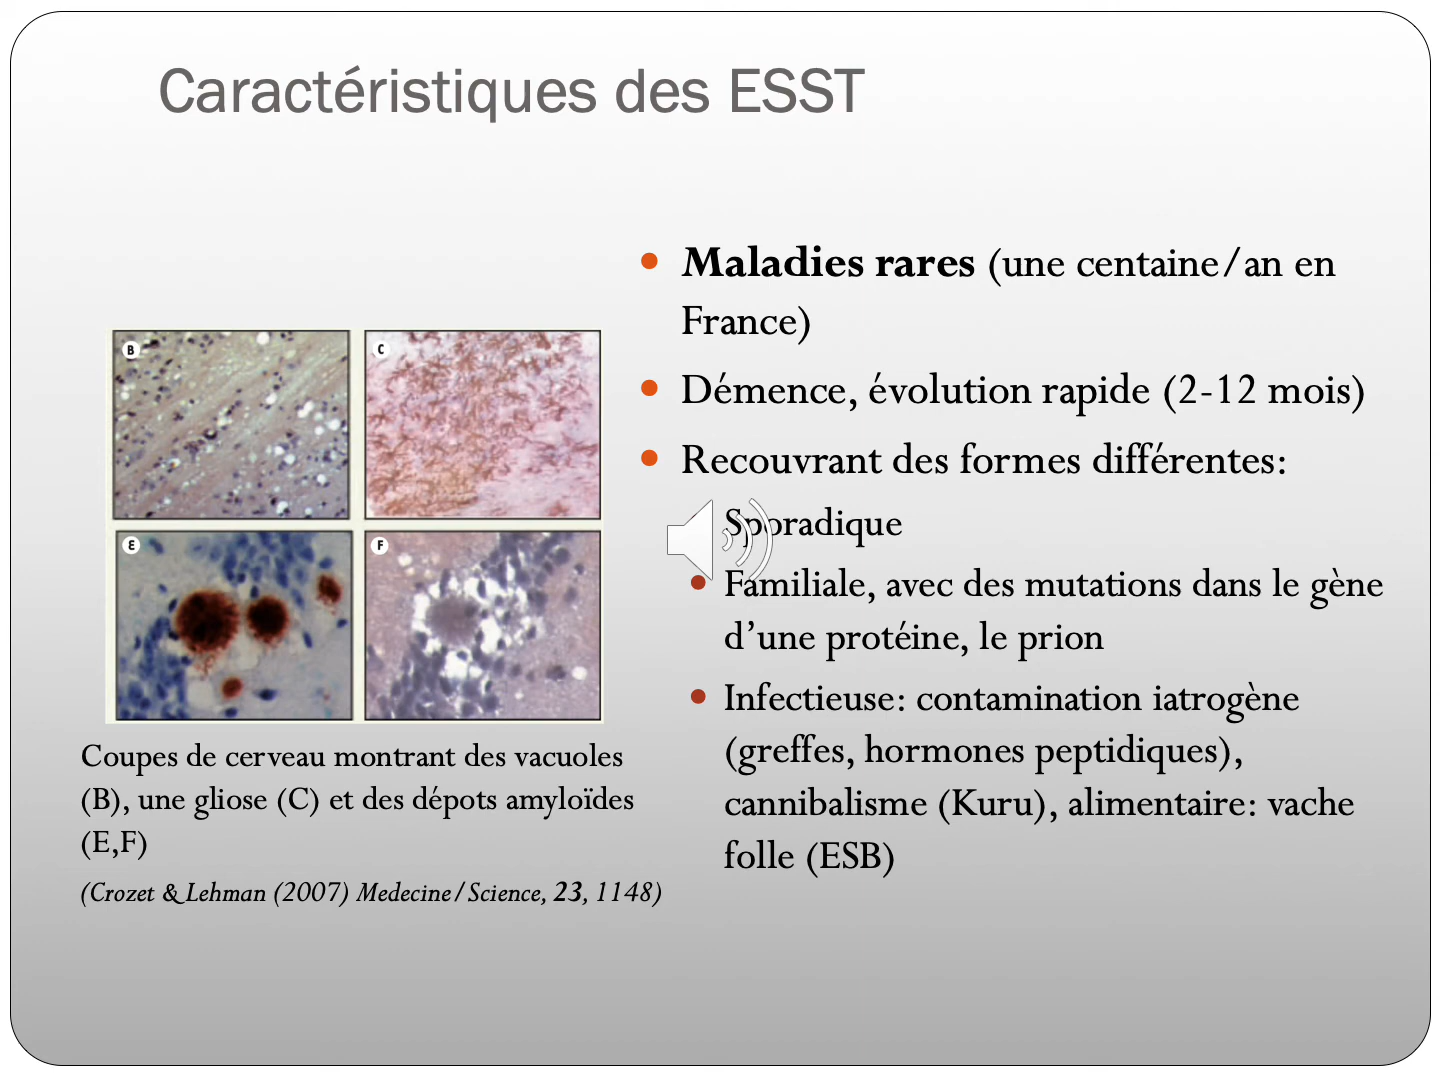 Caractéristiques des ESST
B
C
E
F
Coupes de cerveau montrant des vacuoles
(B), une gliose (C) et des dépots amyloïdes
(E,F)
(Crozet & Lehman (2007) Medecine/Science, 23, 1148)
Maladies rares (une centaine/an en
France)
Démence, évolution rapide (2-12 mois)
Recouvrant des formes différentes:
Sporadique
Familiale, avec des mutations dans le gène
d’une protéine, le prion
Infectieuse: contamination iatrogène
(greffes, hormones peptidiques),
cannibalisme (Kuru), alimentaire: vache
folle (ESB)